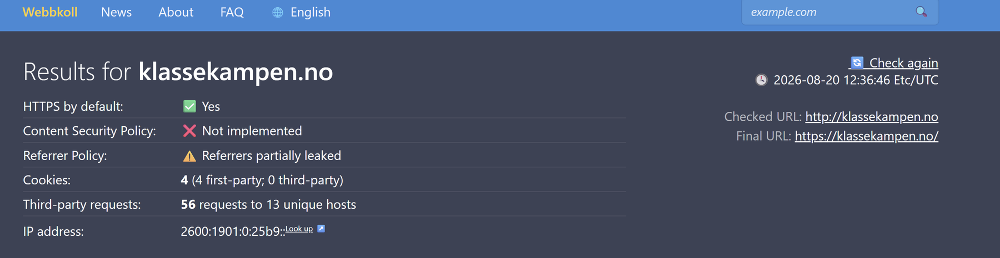 Webbkoll News About FAQ English example.com
Results for klassekampen.no
Check again
2026-08-20 12:36:46 Etc/UTC
HTTPS by default: Yes
Content Security Policy: Not implemented
Checked URL: http://klassekampen.no
Final URL: https://klassekampen.no/
Referrer Policy: Referrers partially leaked
Cookies: 4 (4 first-party; 0 third-party)
Third-party requests: 56 requests to 13 unique hosts
IP address: 2600:1901:0:25b9:: Look up